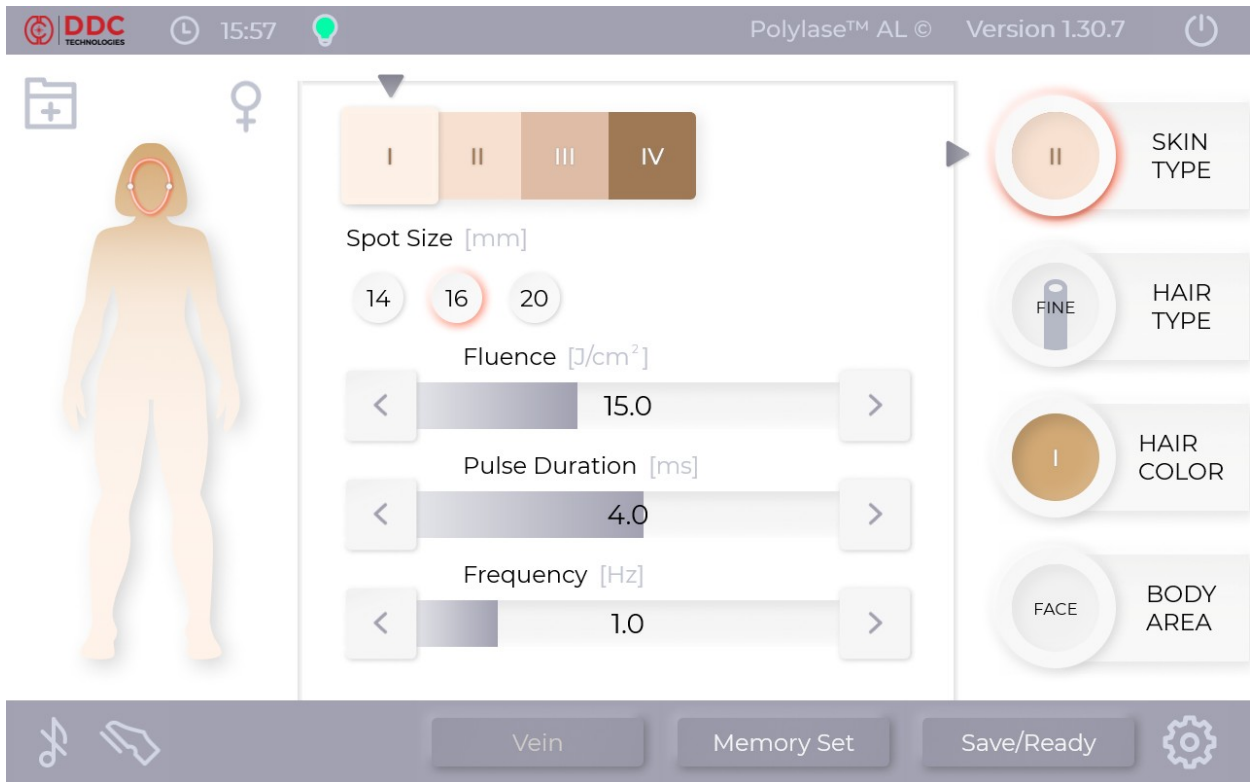 DDC
TECHNOLOGIES
15:57
Polylase™ AL ©
Version 1.30.7
I
II
III
IV
Spot Size [mm]
14
16
20
Fluence [J/cm²]
15.0
Pulse Duration [ms]
4.0
Frequency [Hz]
1.0
II
SKIN
TYPE
FINE
HAIR
TYPE
I
HAIR
COLOR
FACE
BODY
AREA
Vein
Memory Set
Save/Ready